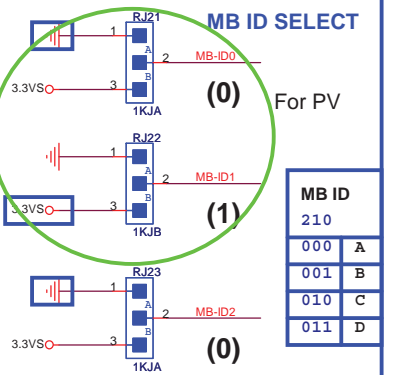 RJ21
MB ID SELECT
1
A
2 MB-ID0
B
3.3VS 3
(0)
For PV
1KJA
RJ22
1
A
2 MB-ID1
B
3.3VS 3
(1)
1KJB
MB ID
210
000 A
001 B
010 C
011 D
RJ23
1
A
2 MB-ID2
B
3.3VS 3
(0)
1KJA